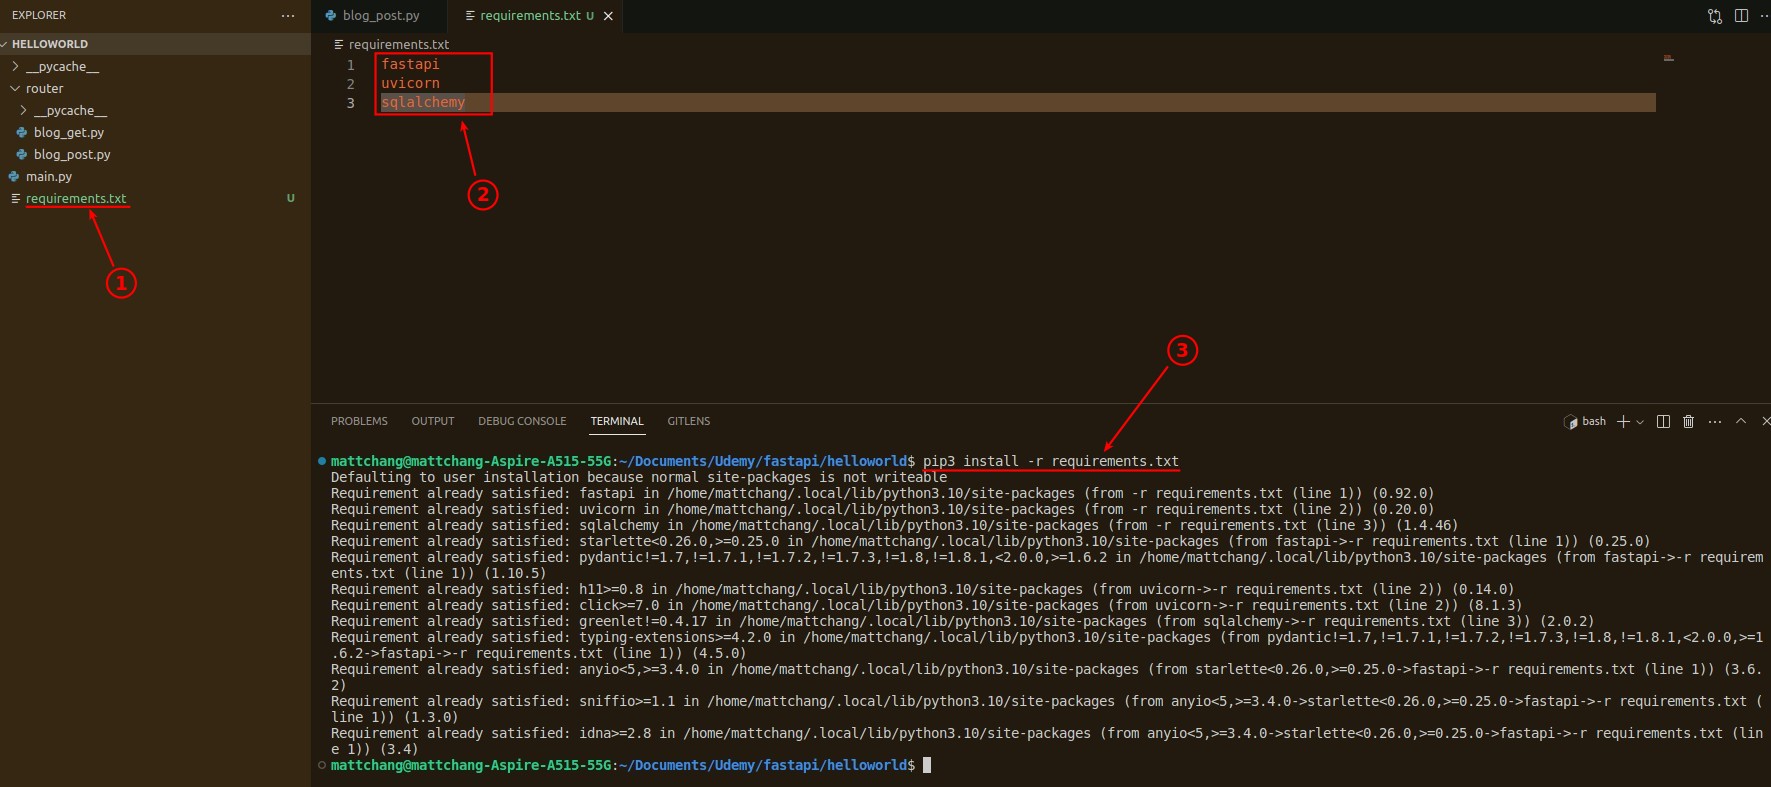 EXPLORER
HELLOWORLD
__pycache__
router
__pycache__
blog_get.py
blog_post.py
main.py
requirements.txt U
1
blog_post.py
requirements.txt U
requirements.txt
1 fastapi
2 uvicorn
3 sqlalchemy
2
3
PROBLEMS OUTPUT DEBUG CONSOLE TERMINAL GITLENS
bash
mattchang@mattchang-Aspire-A515-55G:~/Documents/Udemy/fastapi/helloworld$ pip3 install -r requirements.txt
Defaulting to user installation because normal site-packages is not writeable
Requirement already satisfied: fastapi in /home/mattchang/.local/lib/python3.10/site-packages (from -r requirements.txt (line 1)) (0.92.0)
Requirement already satisfied: uvicorn in /home/mattchang/.local/lib/python3.10/site-packages (from -r requirements.txt (line 2)) (0.20.0)
Requirement already satisfied: sqlalchemy in /home/mattchang/.local/lib/python3.10/site-packages (from -r requirements.txt (line 3)) (1.4.46)
Requirement already satisfied: starlette<0.26.0,>=0.25.0 in /home/mattchang/.local/lib/python3.10/site-packages (from fastapi->-r requirements.txt (line 1)) (0.25.0)
Requirement already satisfied: pydantic!=1.7,!=1.7.1,!=1.7.2,!=1.7.3,!=1.8,!=1.8.1,<2.0.0,>=1.6.2 in /home/mattchang/.local/lib/python3.10/site-packages (from fastapi->-r requirem
ents.txt (line 1)) (1.10.5)
Requirement already satisfied: h11>=0.8 in /home/mattchang/.local/lib/python3.10/site-packages (from uvicorn->-r requirements.txt (line 2)) (0.14.0)
Requirement already satisfied: click>=7.0 in /home/mattchang/.local/lib/python3.10/site-packages (from uvicorn->-r requirements.txt (line 2)) (8.1.3)
Requirement already satisfied: greenlet!=0.4.17 in /home/mattchang/.local/lib/python3.10/site-packages (from sqlalchemy->-r requirements.txt (line 3)) (2.0.2)
Requirement already satisfied: typing-extensions>=4.2.0 in /home/mattchang/.local/lib/python3.10/site-packages (from pydantic!=1.7,!=1.7.1,!=1.7.2,!=1.7.3,!=1.8,!=1.8.1,<2.0.0,>=1
.6.2->fastapi->-r requirements.txt (line 1)) (4.5.0)
Requirement already satisfied: anyio<5,>=3.4.0 in /home/mattchang/.local/lib/python3.10/site-packages (from starlette<0.26.0,>=0.25.0->fastapi->-r requirements.txt (line 1)) (3.6.
2)
Requirement already satisfied: sniffio>=1.1 in /home/mattchang/.local/lib/python3.10/site-packages (from anyio<5,>=3.4.0->starlette<0.26.0,>=0.25.0->fastapi->-r requirements.txt (
line 1)) (1.3.0)
Requirement already satisfied: idna>=2.8 in /home/mattchang/.local/lib/python3.10/site-packages (from anyio<5,>=3.4.0->starlette<0.26.0,>=0.25.0->fastapi->-r requirements.txt (lin
e 1)) (3.4)
mattchang@mattchang-Aspire-A515-55G:~/Documents/Udemy/fastapi/helloworld$